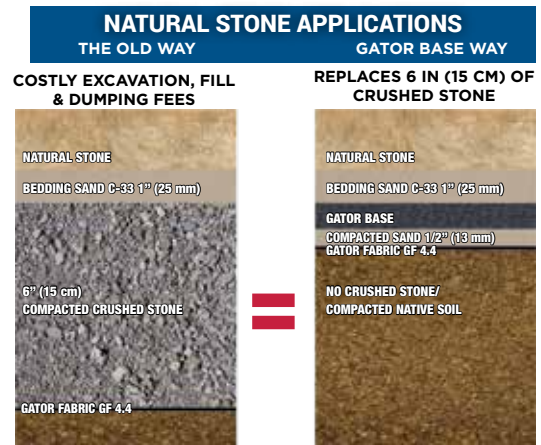 NATURAL STONE APPLICATIONS
THE OLD WAY
GATOR BASE WAY
COSTLY EXCAVATION, FILL
& DUMPING FEES
REPLACES 6 IN (15 CM) OF
CRUSHED STONE
NATURAL STONE
BEDDING SAND C-33 1” (25 mm)
6” (15 cm)
COMPACTED CRUSHED STONE
GATOR FABRIC GF 4.4
=
NATURAL STONE
BEDDING SAND C-33 1” (25 mm)
GATOR BASE
COMPACTED SAND 1/2” (13 mm)
GATOR FABRIC GF 4.4
NO CRUSHED STONE/
COMPACTED NATIVE SOIL